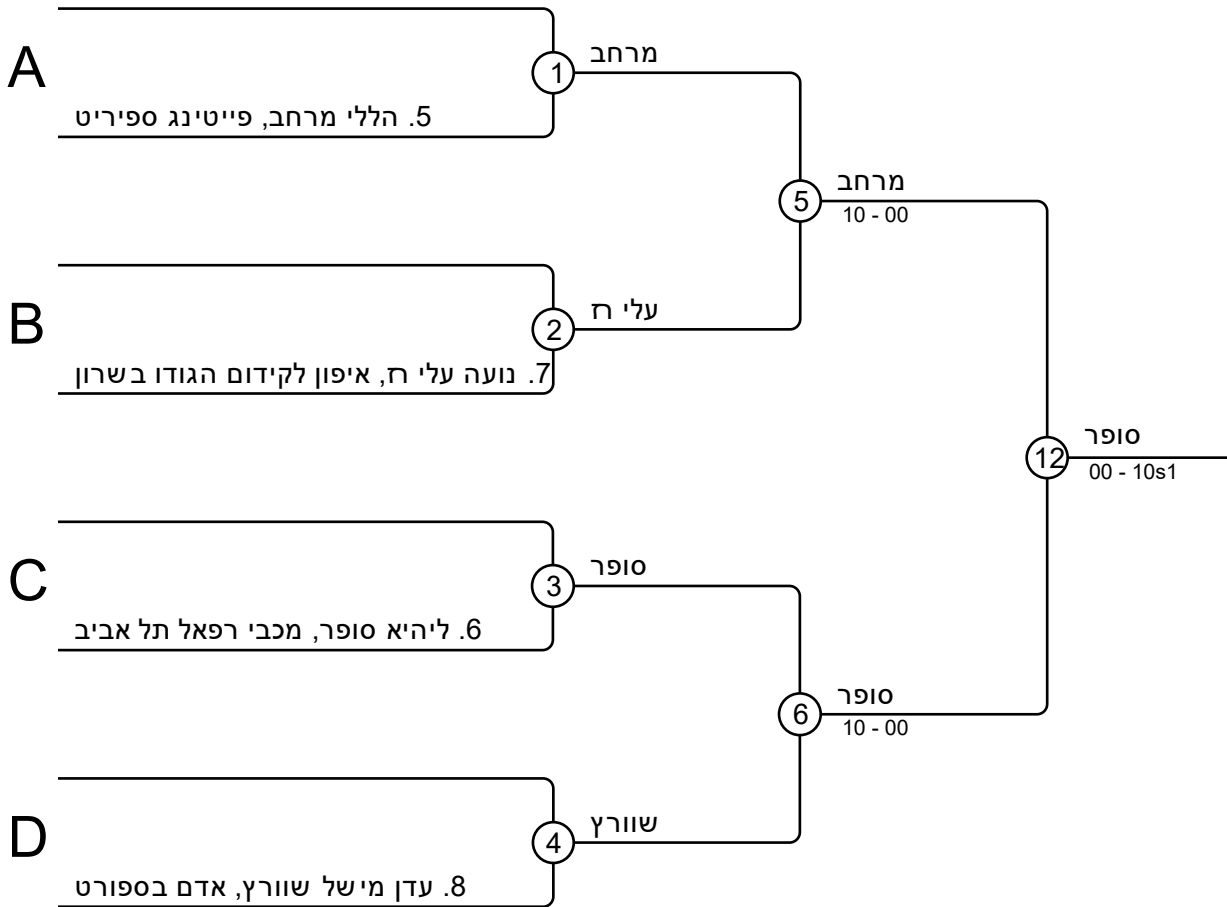 A
1
מרחב
5. הללי מרחב, פייטינג ספיריט
5
מרחב
10 - 00
B
2
עלי רז
7. נועה עלי רז, איפון לקידום הגודו בשרון
12
סופר
00 - 10s1
C
3
סופר
6. ליהיא סופר, מכבי רפאל תל אביב
6
סופר
10 - 00
D
4
שוורץ
8. עדן מישל שוורץ, אדם בספורט